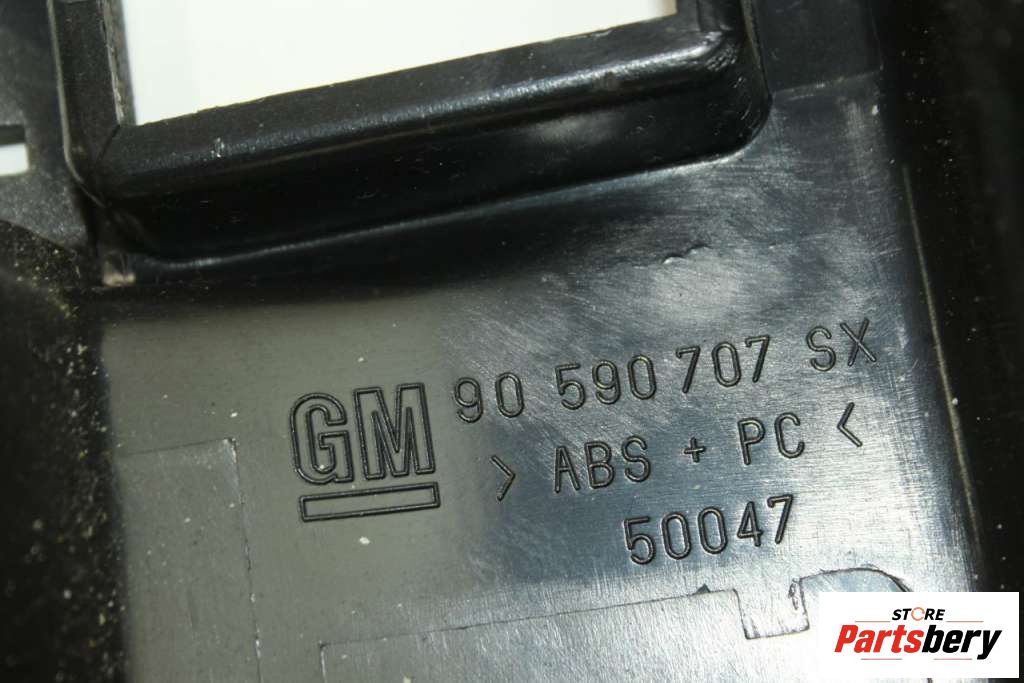 GM 90 590 707 SX
> ABS + PC <
50047
STORE
Partsbery